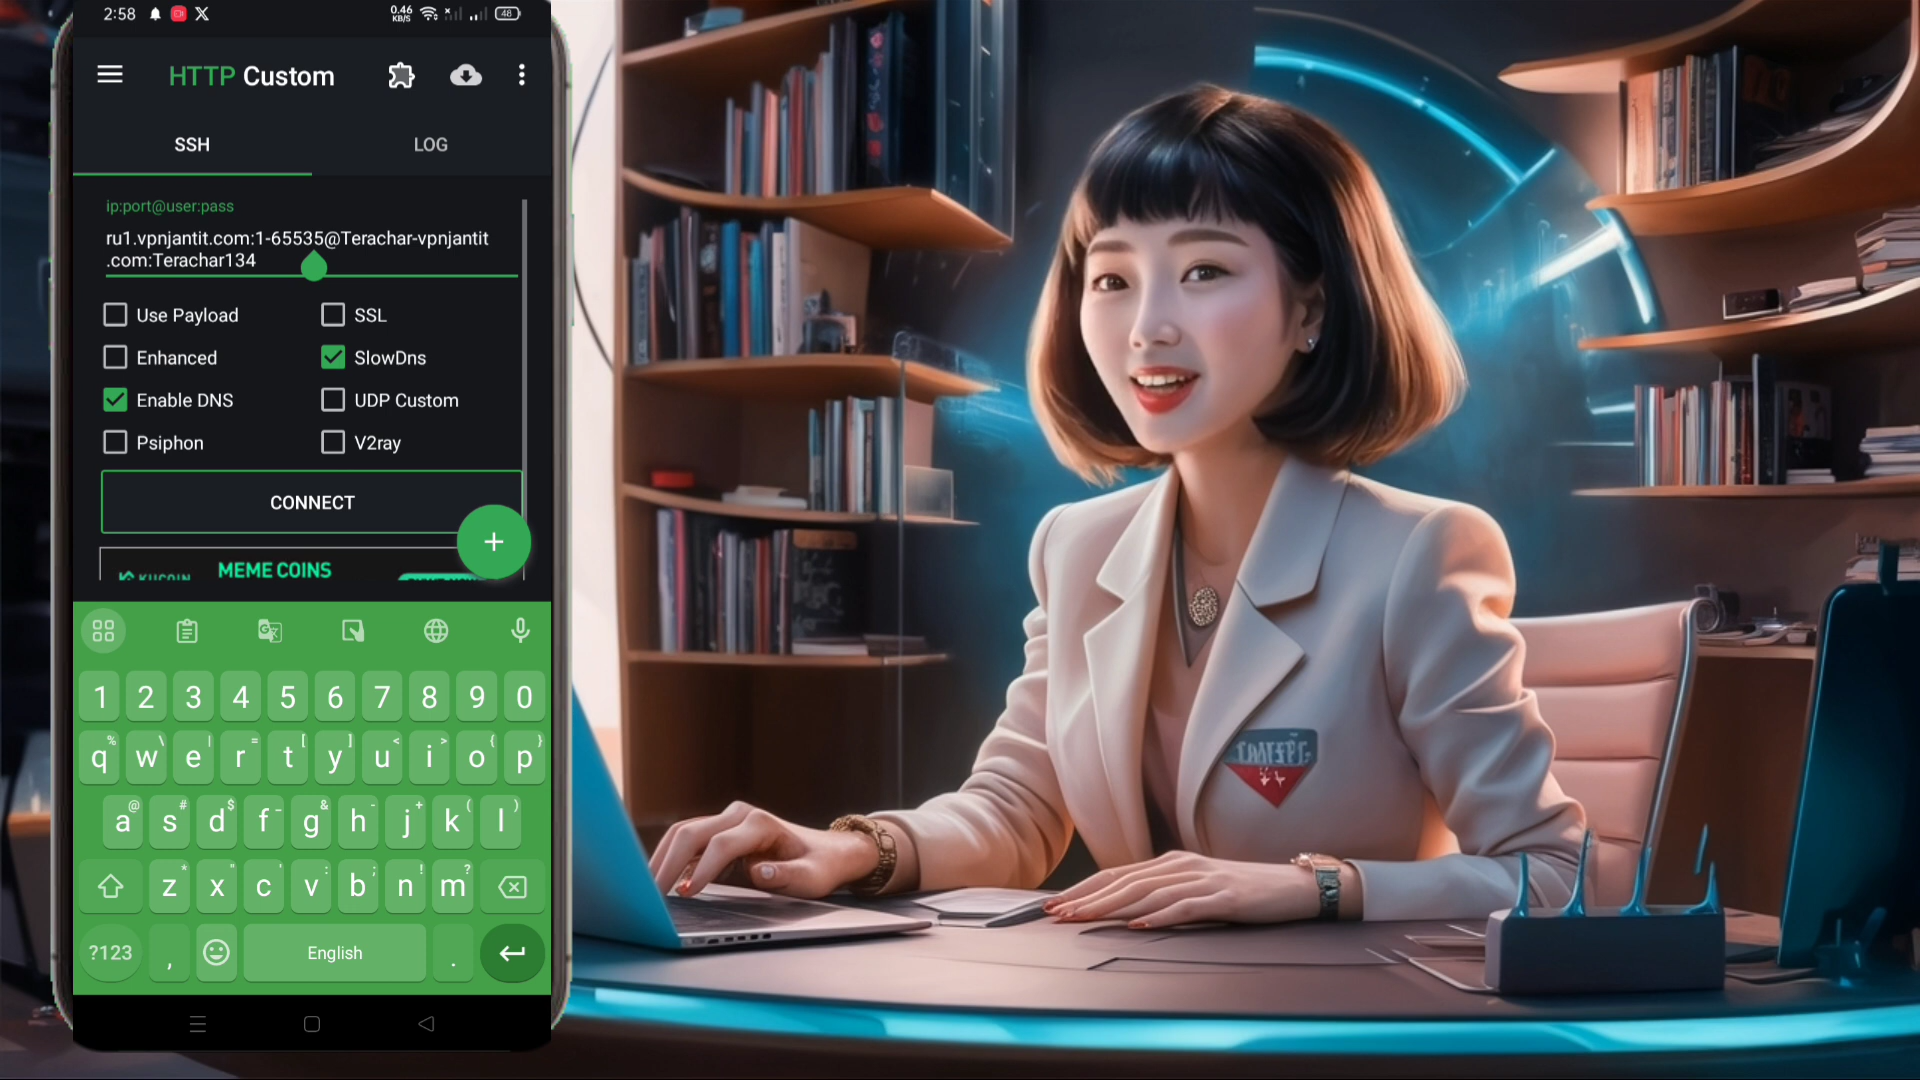 2:58
0.46
KB/S
48
HTTP Custom
SSH
LOG
ip:port@user:pass
ru1.vpnjantit.com:1-65535@Terachar-vpnjantit
.com:Terachar134
Use Payload
SSL
Enhanced
SlowDns
Enable DNS
UDP Custom
Psiphon
V2ray
CONNECT
+
KUCOIN
MEME COINS
1 2 3 4 5 6 7 8 9 0
% \ | = [ ] < > { }
q w e r t y u i o p
@ # $ _ & - + ( )
a s d f g h j k l
* " ' : ; ! ?
z x c v b n m
?123 , English .